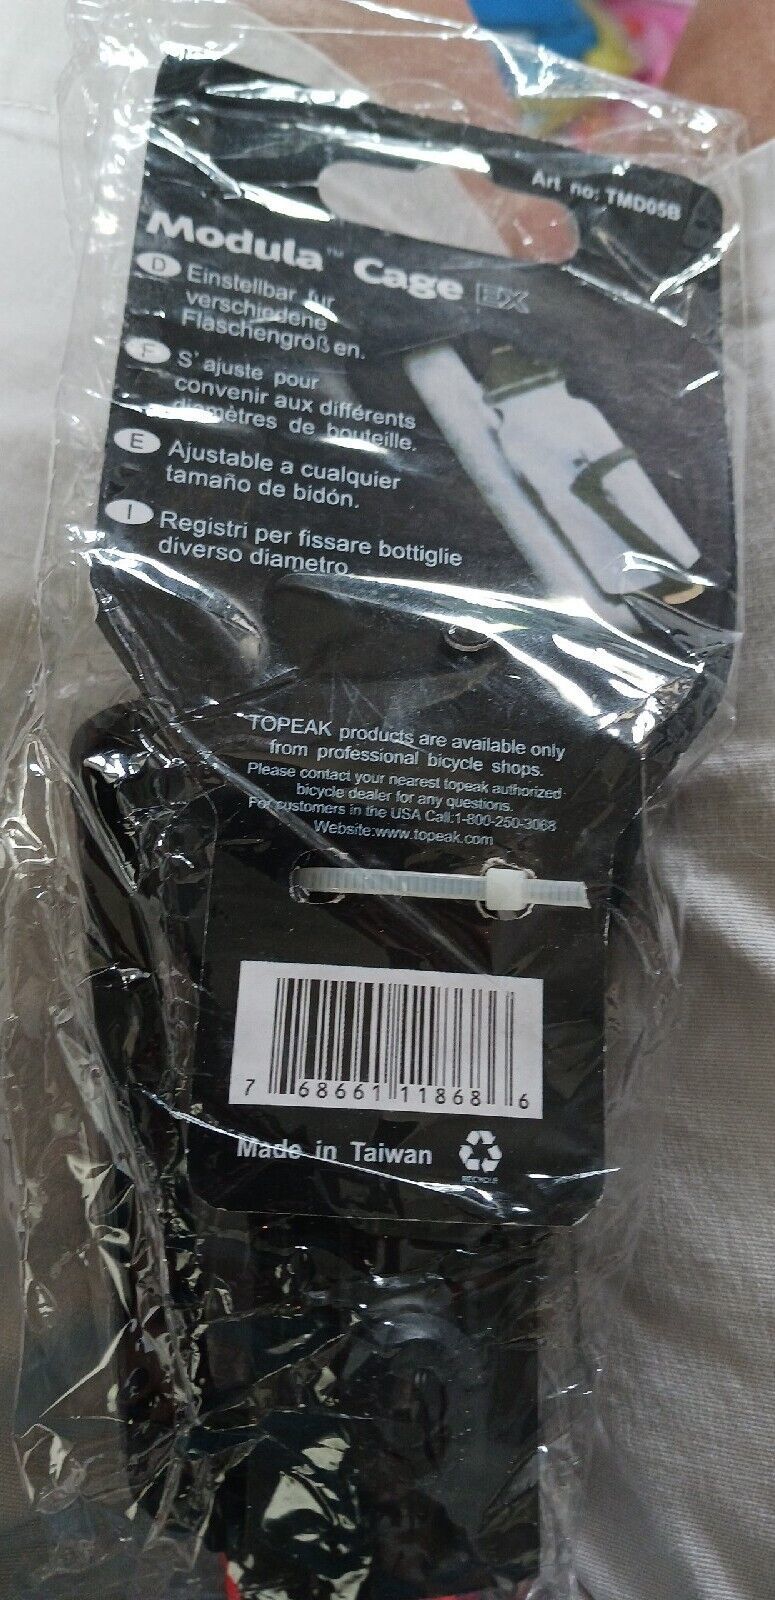 Art no: TMD05B
Modula™ Cage EX
D Einstellbar fur
verschiedene
Flaschengrößen.
F S'ajuste pour
convenir aux différents
diamètres de bouteille.
E Ajustable a cualquier
tamaño de bidón.
I Registri per fissare bottiglie
diverso diametro.
TOPEAK products are available only
from professional bicycle shops.
Please contact your nearest topeak authorized
bicycle dealer for any questions.
For customers in the USA Call:1-800-250-3068
Website:www.topeak.com
7 68661 11868 6
Made in Taiwan
RECYCLE